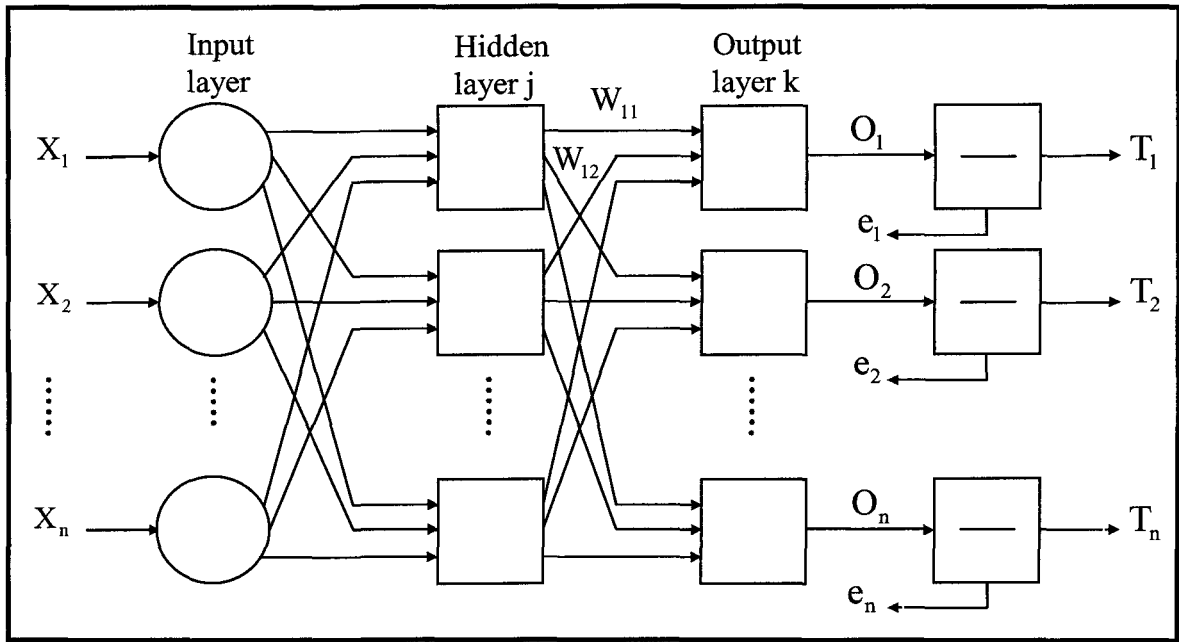 Input layer
Hidden layer j
Output layer k
W₁₁
W₁₂
X₁
O₁
T₁
e₁
X₂
O₂
T₂
e₂
Xₙ
Oₙ
Tₙ
eₙ